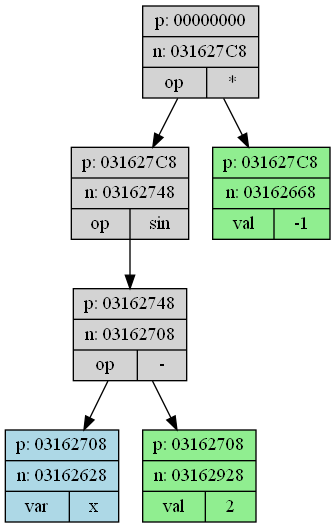 p: 00000000
n: 031627C8
op *
p: 031627C8
n: 03162748
op sin
p: 031627C8
n: 03162668
val -1
p: 03162748
n: 03162708
op -
p: 03162708
n: 03162628
var x
p: 03162708
n: 03162928
val 2